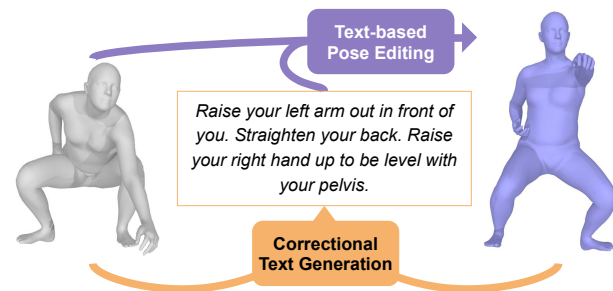 Text-based
Pose Editing
Raise your left arm out in front of
you. Straighten your back. Raise
your right hand up to be level with
your pelvis.
Correctional
Text Generation